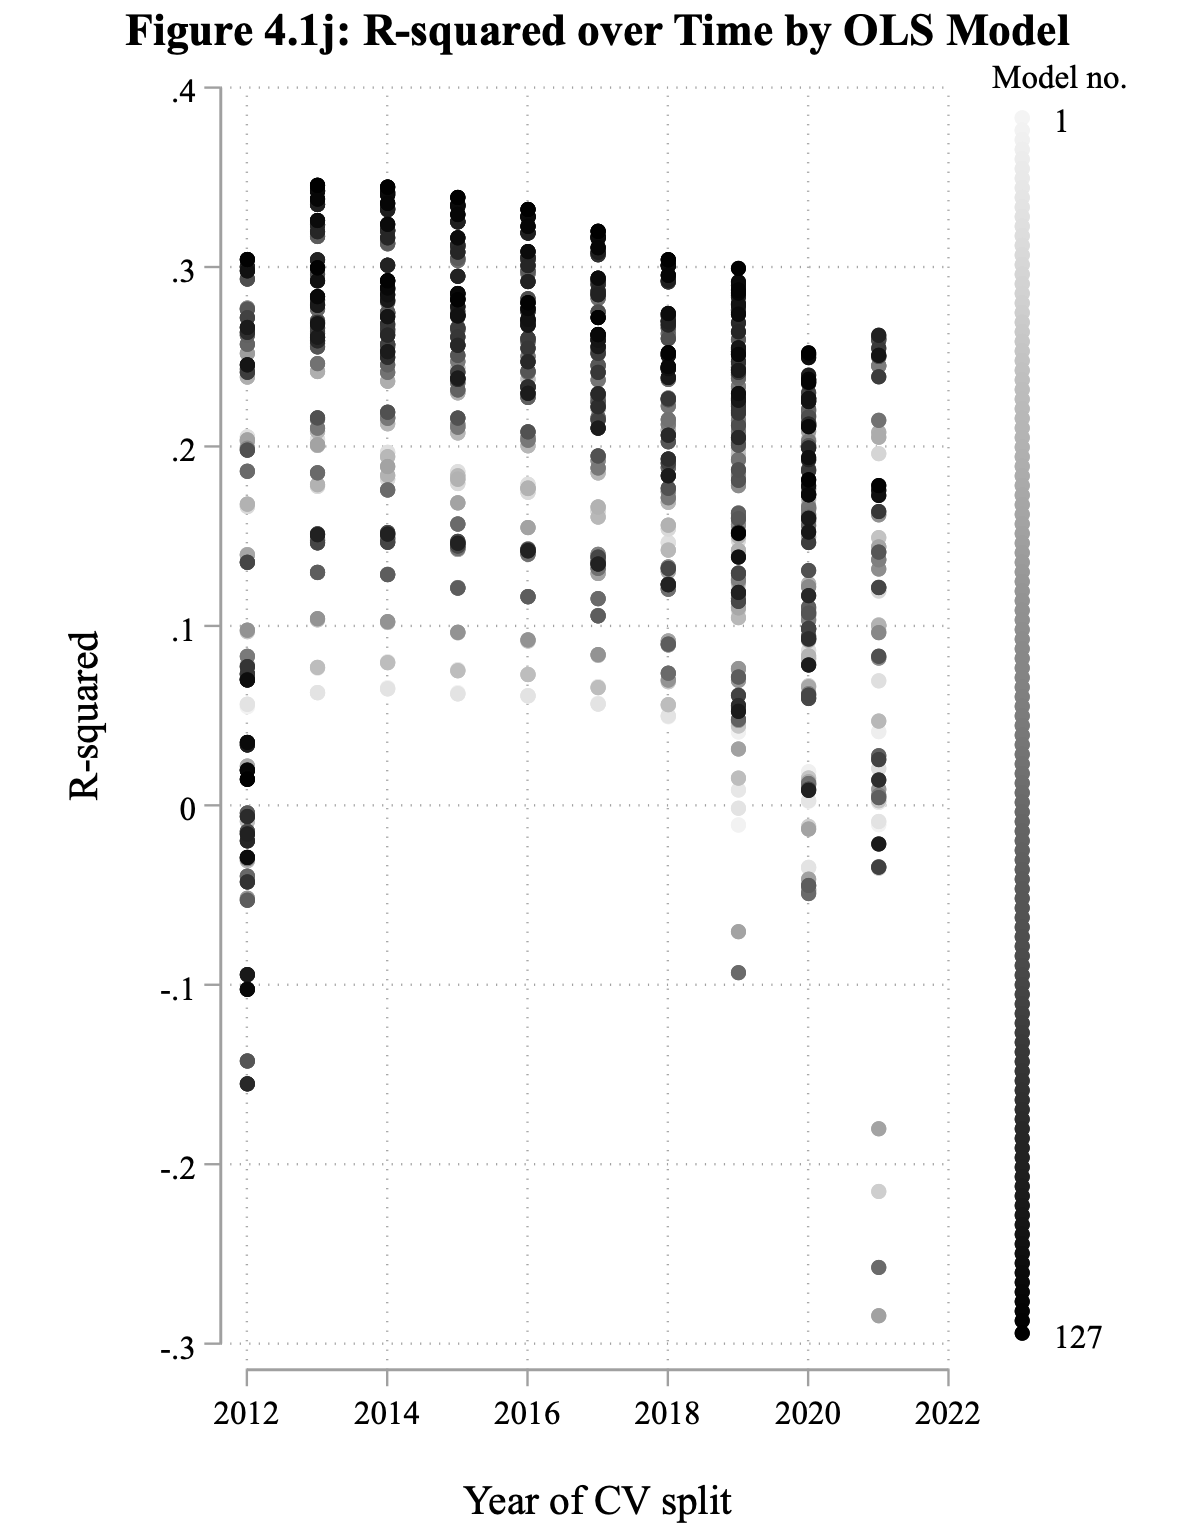 Figure 4.1j: R-squared over Time by OLS Model
Model no.
1
127
R-squared
.4
.3
.2
.1
0
-.1
-.2
-.3
2012 2014 2016 2018 2020 2022
Year of CV split